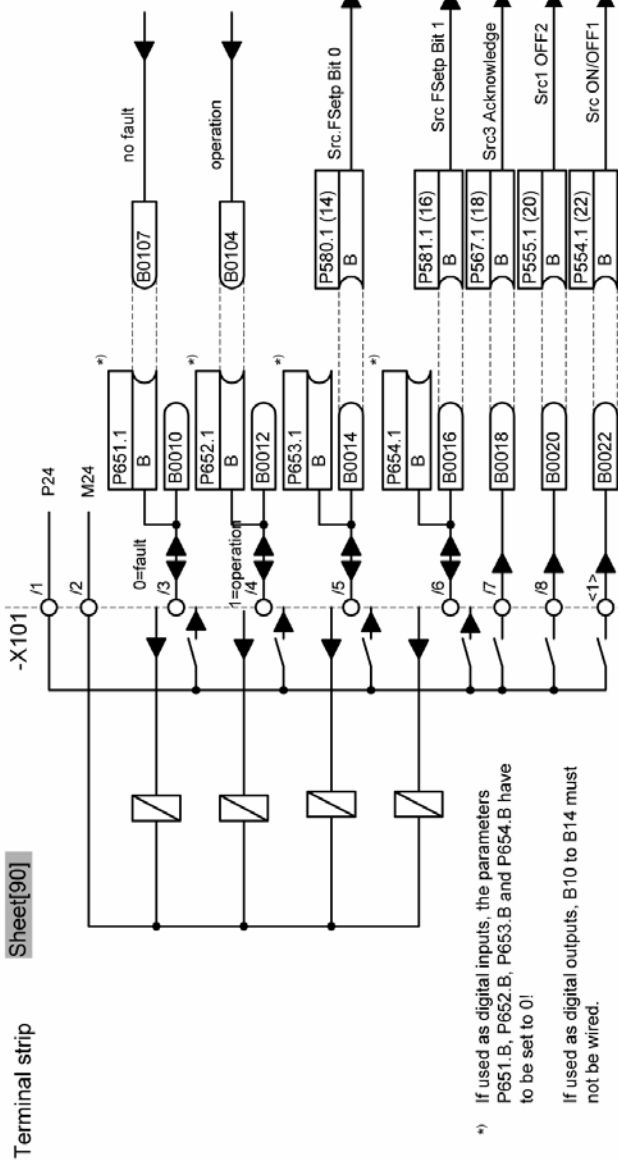 Terminal strip
Sheet[90]
-X101
/1
P24
/2
M24
0=fault
/3
P651.1
B
*)
B0010
B0107
no fault
1=operation
/4
P652.1
B
*)
B0012
B0104
operation
/5
P653.1
B
*)
B0014
P580.1 (14)
B
Src.FSetp Bit 0
/6
P654.1
B
*)
B0016
P581.1 (16)
B
Src FSetp Bit 1
/7
B0018
P567.1 (18)
B
Src3 Acknowledge
/8
B0020
P555.1 (20)
B
Src1 OFF2
<1>
B0022
P554.1 (22)
B
Src ON/OFF1
*) If used as digital inputs, the parameters
P651.B, P652.B, P653.B and P654.B have
to be set to 0!
If used as digital outputs, B10 to B14 must
not be wired.